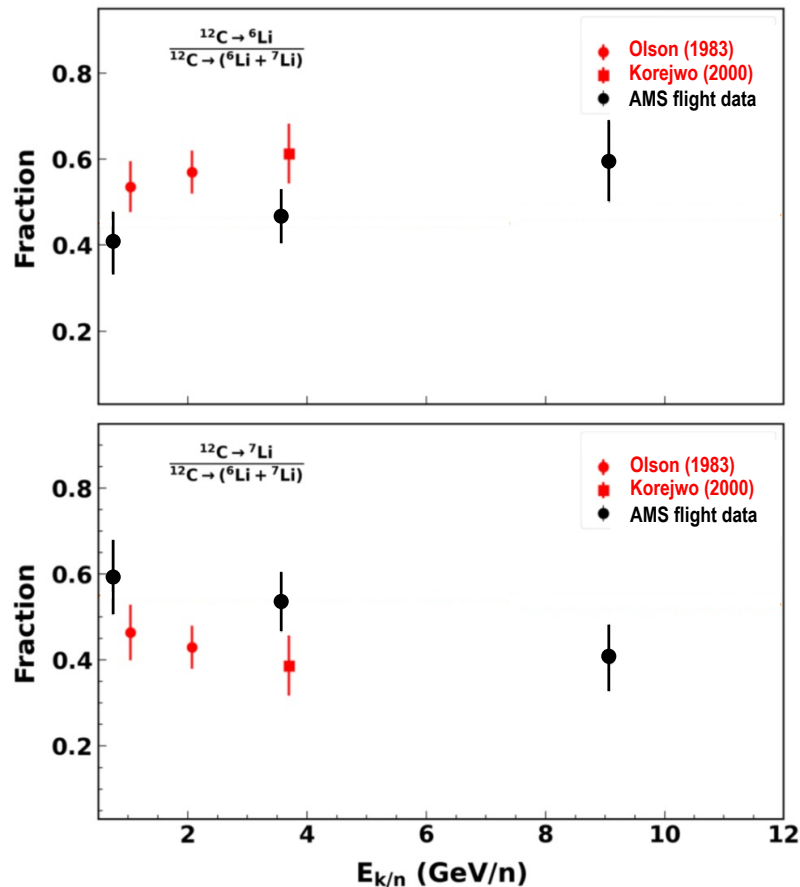 ¹²C → ⁶Li
¹²C → (⁶Li + ⁷Li)
Olson (1983)
Korejwo (2000)
AMS flight data
Fraction
0.8
0.6
0.4
0.2
¹²C → ⁷Li
¹²C → (⁶Li + ⁷Li)
Olson (1983)
Korejwo (2000)
AMS flight data
Fraction
0.8
0.6
0.4
0.2
2 4 6 8 10 12
Eₖ/ₙ (GeV/n)